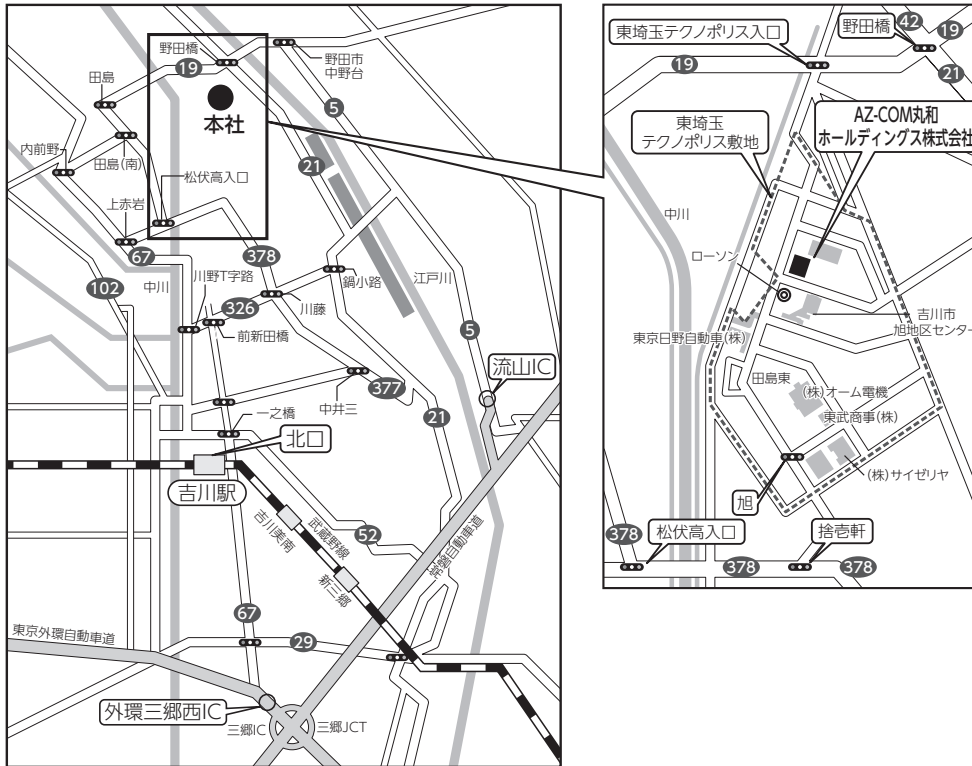 野田橋
19
田島
本社
野田市
中野台
5
内前野
田島(南)
松伏高入口
21
上赤岩
67
378
中川
川野T字路
鍋小路
江戸川
102
326
川藤
前新田橋
5
流山IC
中井三
377
21
一之橋
北口
吉川駅
吉川美南
武蔵野線
52
常磐自動車道
新三郷
67
29
東京外環自動車道
外環三郷西IC
三郷IC
三郷JCT
東埼玉テクノポリス入口
野田橋
42
19
19
21
東埼玉
テクノポリス敷地
AZ-COM丸和
ホールディングス株式会社
中川
ローソン
吉川市
旭地区センター
東京日野自動車(株)
田島東
(株)オーム電機
東武商事(株)
(株)サイゼリヤ
旭
378
松伏高入口
捨壱軒
378
378